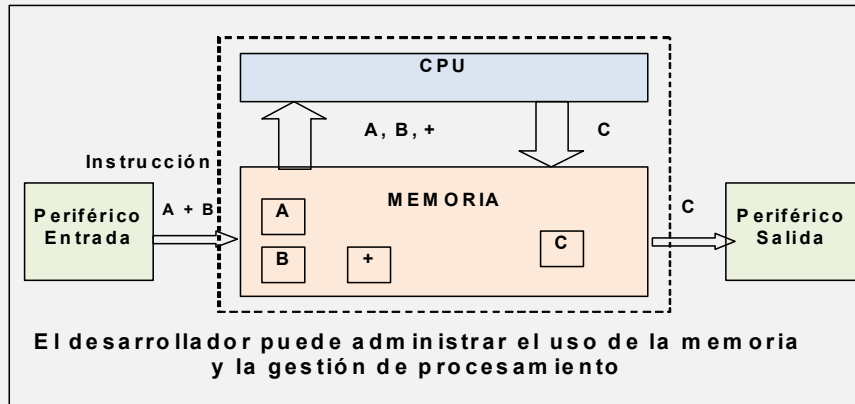 CPU
A, B, +
C
Instrucción
MEMORIA
Periférico
Entrada
A + B
A
B
+
C
C
Periférico
Salida
El desarrollador puede administrar el uso de la memoria
y la gestión de procesamiento